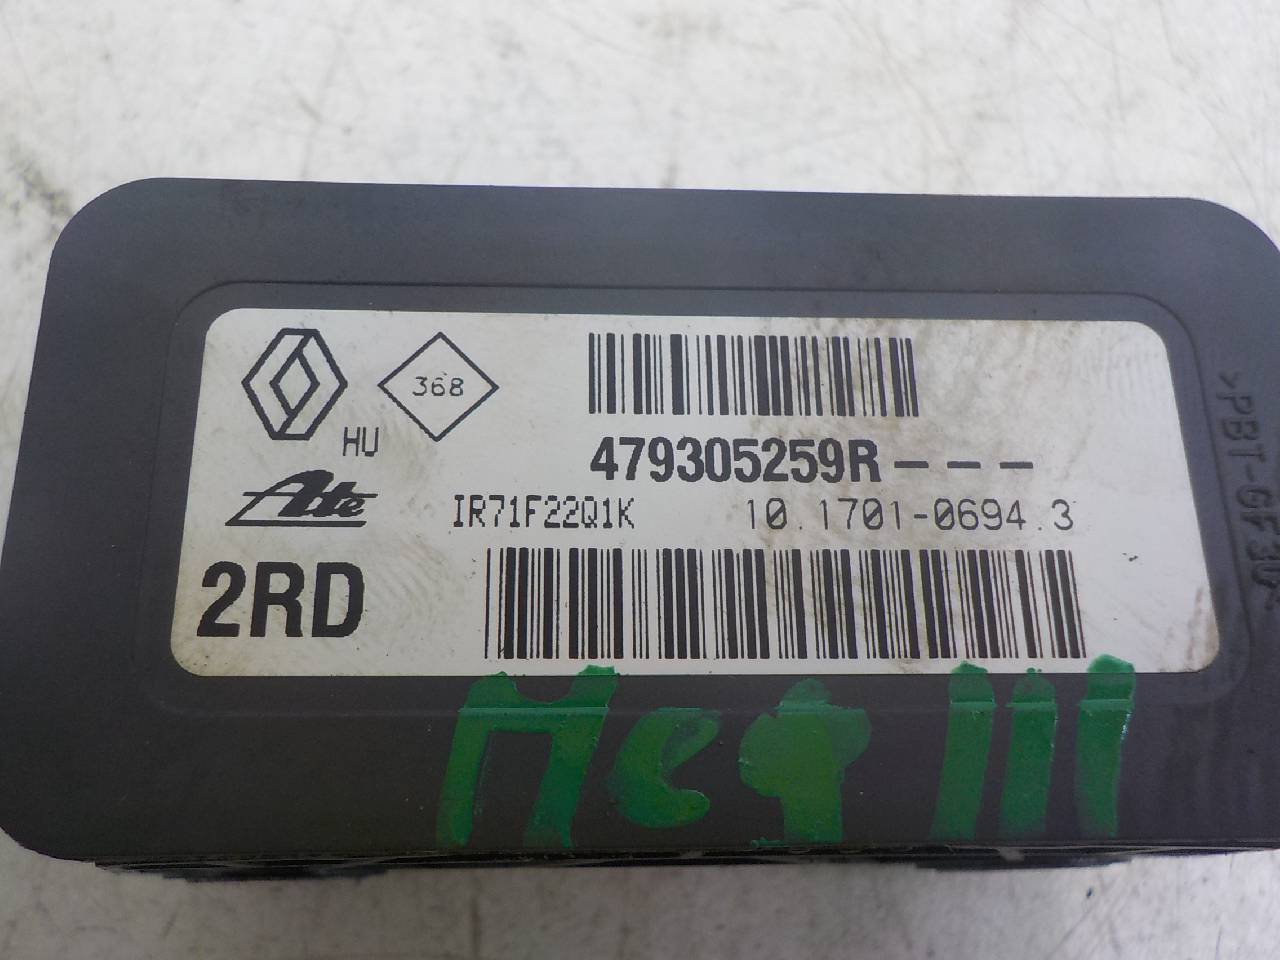 368
HU
479305259R---
Ate
IR71F22Q1K 10.1701-0694.3
2RD
>PBT-GF30<
Meg III